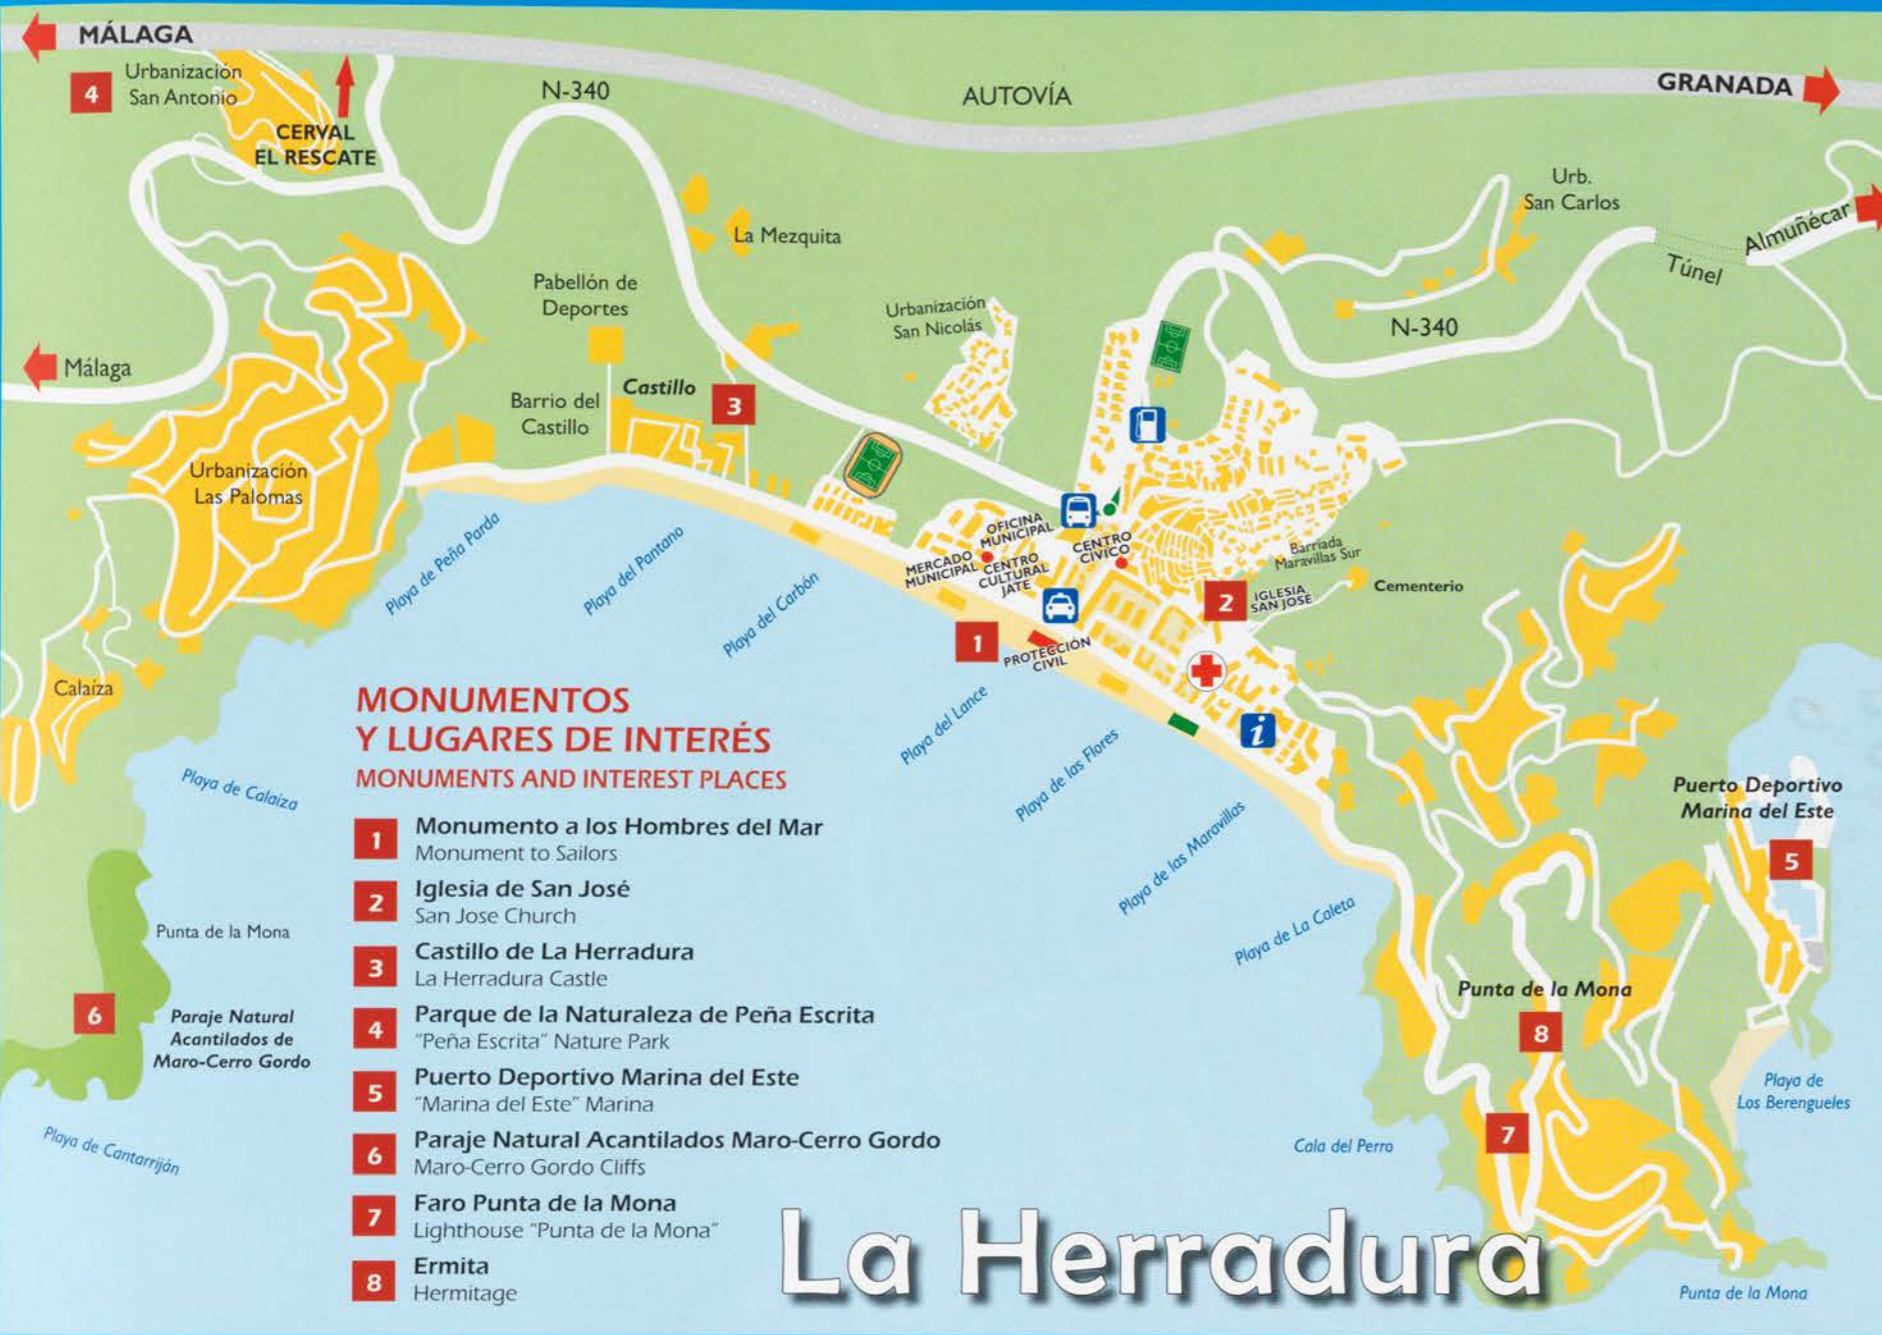 MÁLAGA
4
Urbanización
San Antonio
CERVAL
EL RESCATE
N-340
AUTOVÍA
GRANADA
Urb.
San Carlos
Almuñécar
Túnel
N-340
La Mezquita
Pabellón de
Deportes
Urbanización
San Nicolás
Málaga
Castillo
3
Barrio del
Castillo
Urbanización
Las Palomas
OFICINA
MUNICIPAL
MERCADO
MUNICIPAL
CENTRO
CULTURAL
JATE
CENTRO
CÍVICO
Barriada
Maravillas Sur
Cementerio
2
IGLESIA
SAN JOSE
1
PROTECCIÓN
CIVIL
i
Playa de Peña Parda
Playa del Pantano
Playa del Carbón
Playa del Lance
Playa de las Flores
Playa de las Maravillas
Playa de La Caleta
Calaíza
Playa de Calaíza
Punta de la Mona
6
Paraje Natural
Acantilados de
Maro-Cerro Gordo
Playa de Cantarriján
Puerto Deportivo
Marina del Este
5
Punta de la Mona
8
7
Playa de
Los Berengueles
Cala del Perro
Punta de la Mona
MONUMENTOS
Y LUGARES DE INTERÉS
MONUMENTS AND INTEREST PLACES
1 Monumento a los Hombres del Mar
Monument to Sailors
2 Iglesia de San José
San Jose Church
3 Castillo de La Herradura
La Herradura Castle
4 Parque de la Naturaleza de Peña Escrita
"Peña Escrita" Nature Park
5 Puerto Deportivo Marina del Este
"Marina del Este" Marina
6 Paraje Natural Acantilados Maro-Cerro Gordo
Maro-Cerro Gordo Cliffs
7 Faro Punta de la Mona
Lighthouse "Punta de la Mona"
8 Ermita
Hermitage
La Herradura